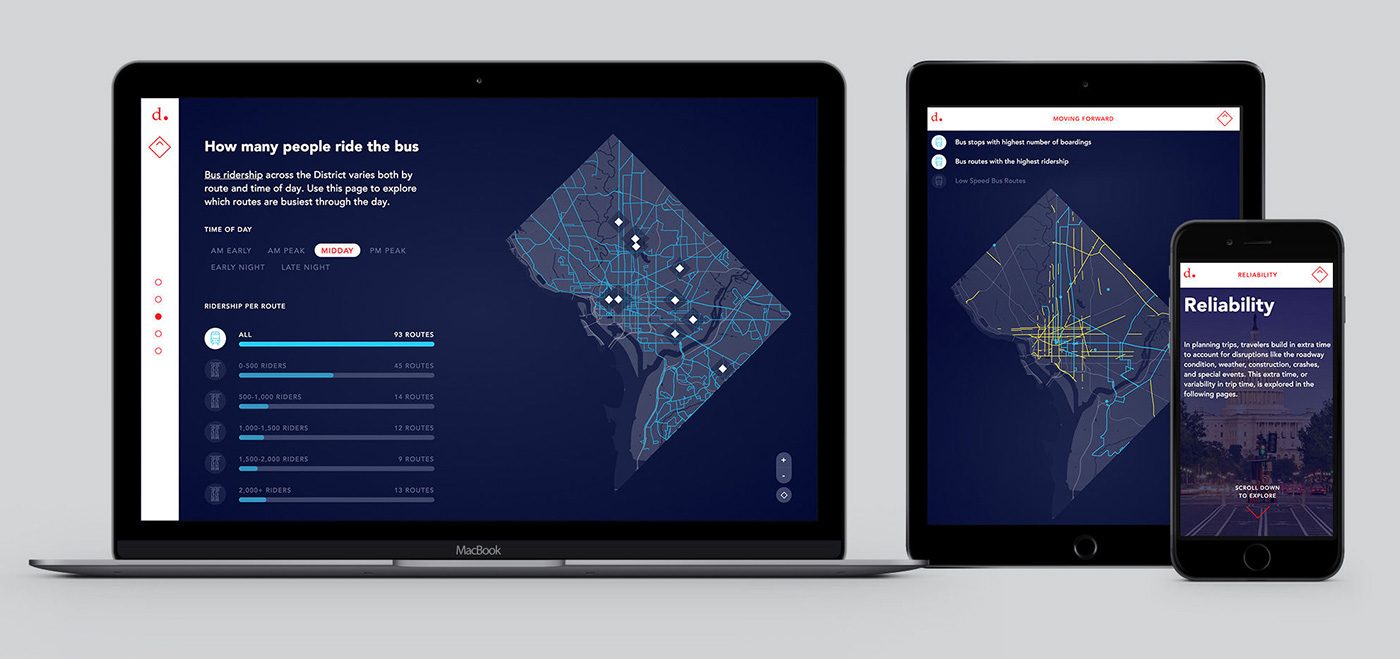 d.
How many people ride the bus
Bus ridership across the District varies both by
route and time of day. Use this page to explore
which routes are busiest through the day.
TIME OF DAY
AM EARLY AM PEAK MIDDAY PM PEAK
EARLY NIGHT LATE NIGHT
RIDERSHIP PER ROUTE
ALL 93 ROUTES
0-500 RIDERS 45 ROUTES
500-1,000 RIDERS 14 ROUTES
1,000-1,500 RIDERS 12 ROUTES
1,500-2,000 RIDERS 9 ROUTES
2,000+ RIDERS 13 ROUTES
+
-
MacBook
d. MOVING FORWARD
Bus stops with highest number of boardings
Bus routes with the highest ridership
Low Speed Bus Routes
d. RELIABILITY
Reliability
In planning trips, travelers build in extra time
to account for disruptions like the roadway
condition, weather, construction, crashes,
and special events. This extra time, or
variability in trip time, is explored in the
following pages.
SCROLL DOWN
TO EXPLORE